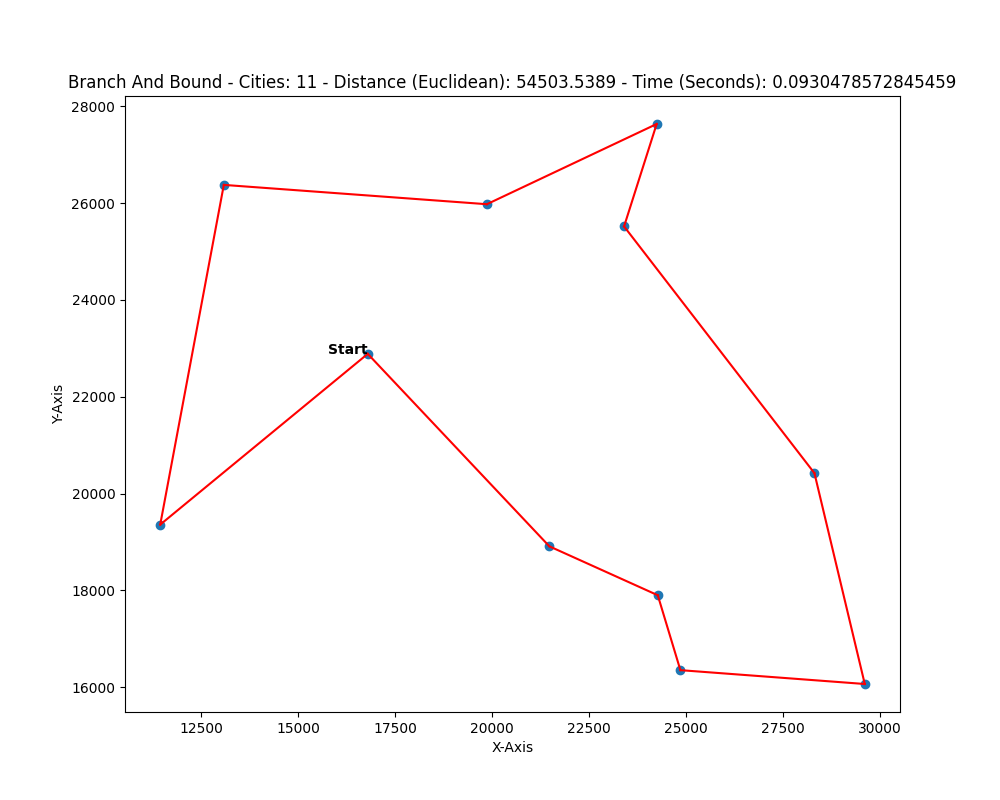 Branch And Bound - Cities: 11 - Distance (Euclidean): 54503.5389 - Time (Seconds): 0.0930478572845459
28000
26000
24000
22000
20000
18000
16000
Y-Axis
Start
12500 15000 17500 20000 22500 25000 27500 30000
X-Axis